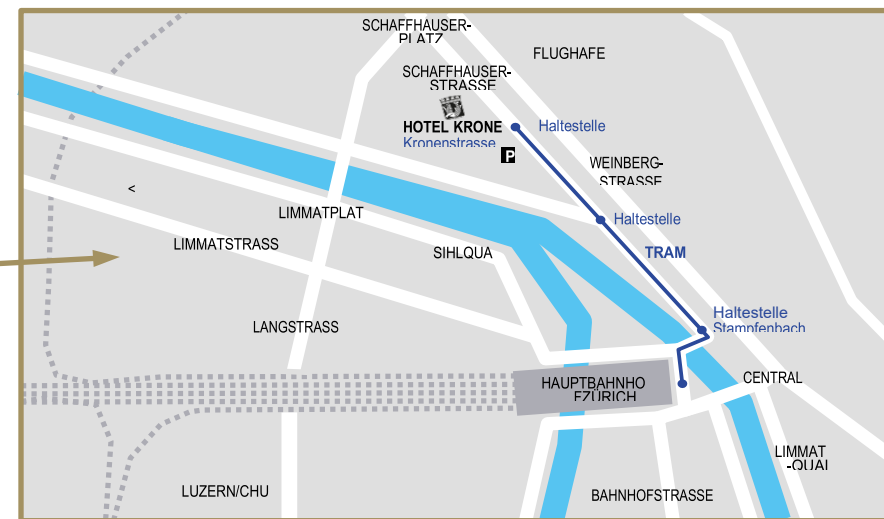 SCHAFFHAUSER-
PLATZ
FLUGHAFE
SCHAFFHAUSER-
STRASSE
HOTEL KRONE
Kronenstrasse
P
Haltestelle
WEINBERG-
STRASSE
<
LIMMATPLAT
Haltestelle
LIMMATSTRASS
SIHLQUA
TRAM
Haltestelle
Stampfenbach
LANGSTRASS
HAUPTBAHNHO
FZÜRICH
CENTRAL
LIMMAT
-QUAI
LUZERN/CHU
BAHNHOFSTRASSE